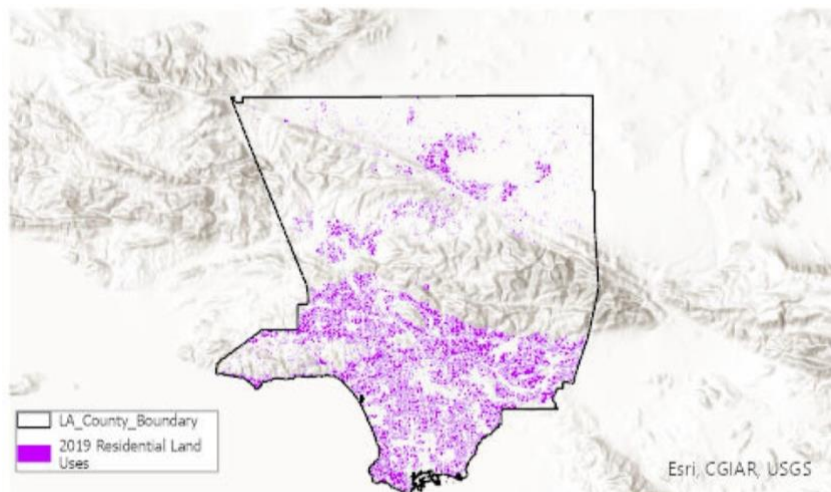 LA_County_Boundary
2019 Residential Land
Uses
Esri, CGIAR, USGS